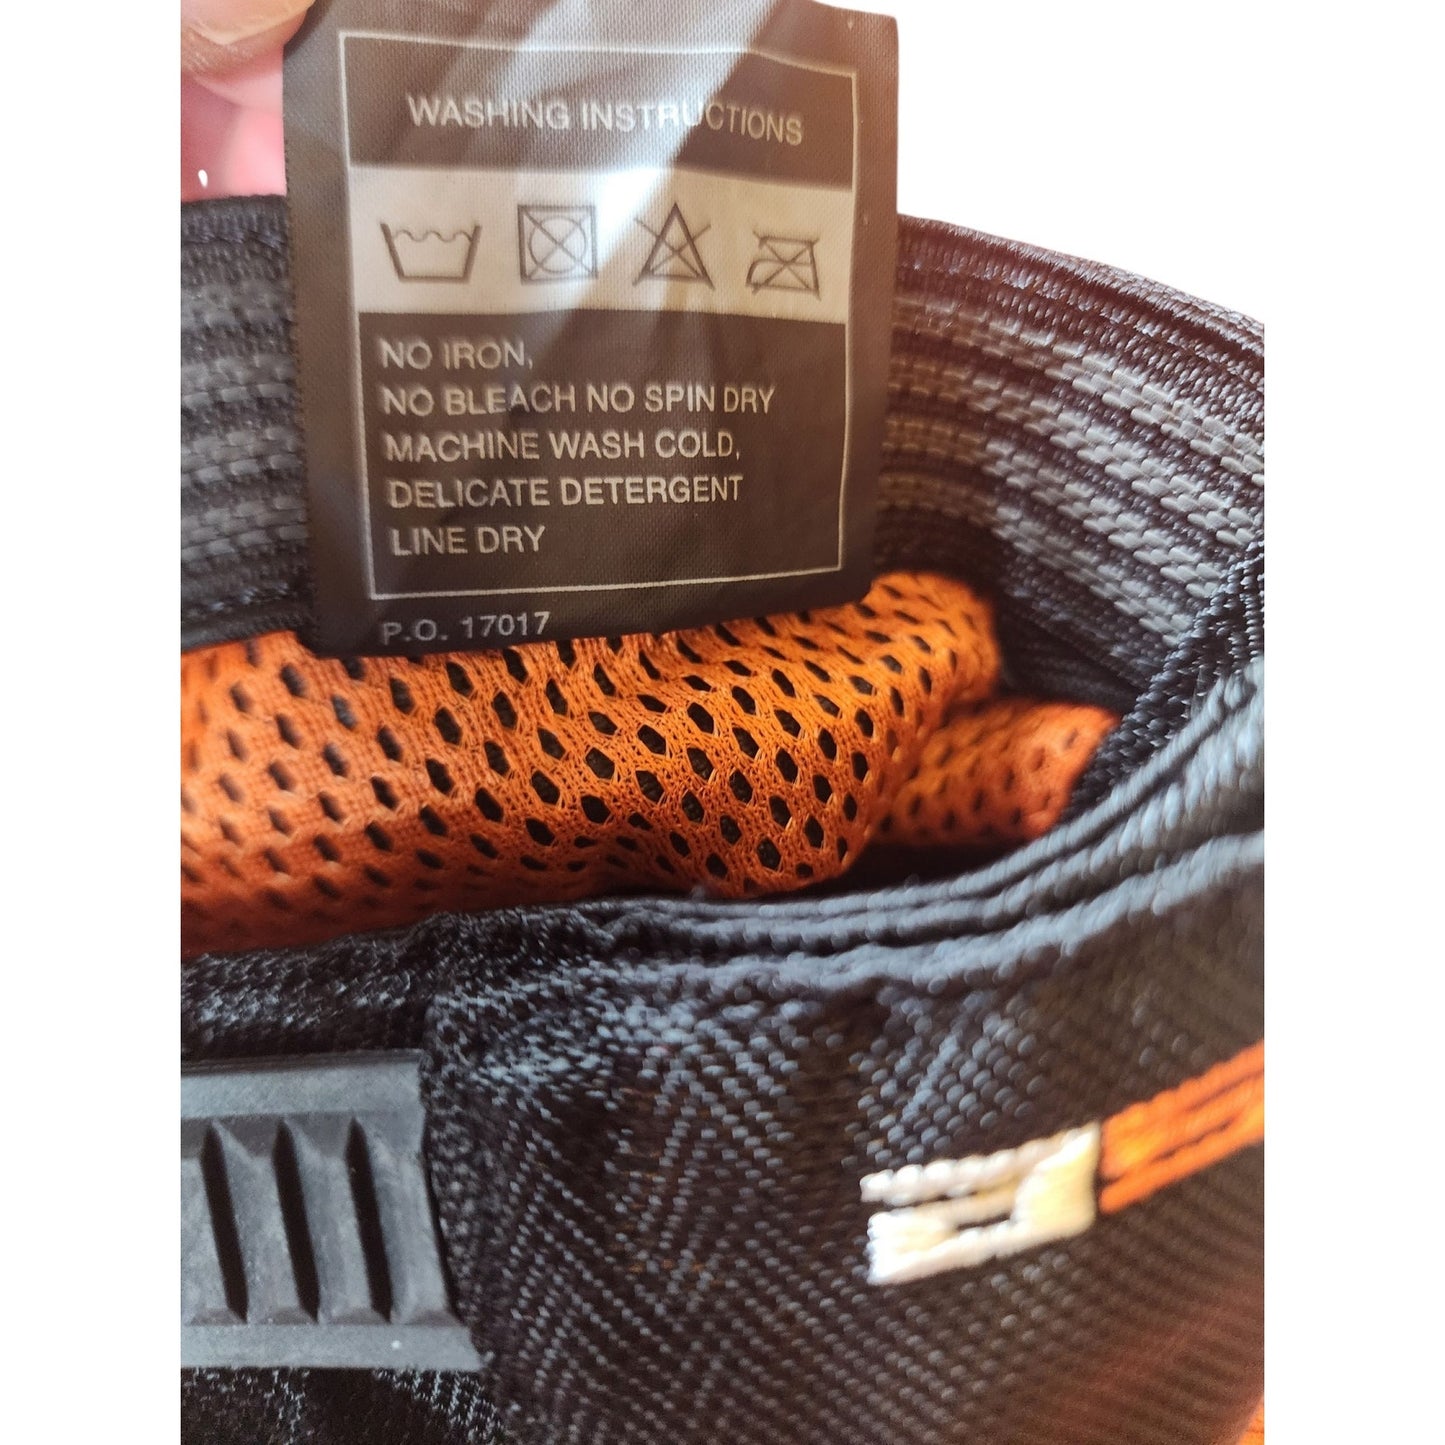 WASHING INSTRUCTIONS
NO IRON,
NO BLEACH NO SPIN DRY
MACHINE WASH COLD,
DELICATE DETERGENT
LINE DRY
P.O. 17017